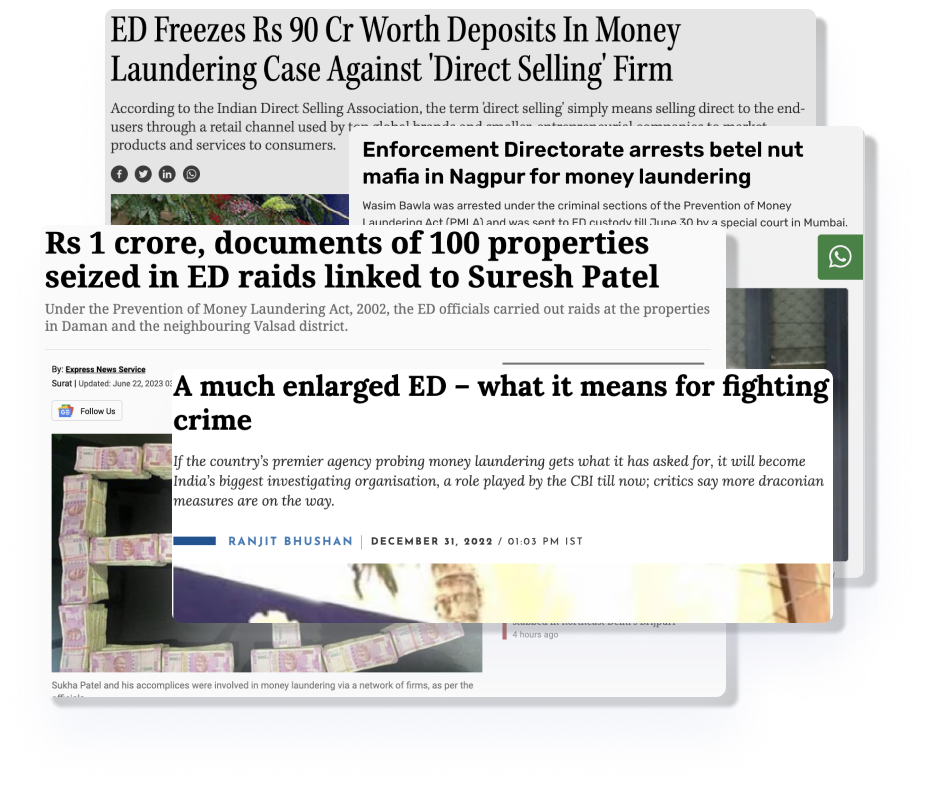 ED Freezes Rs 90 Cr Worth Deposits In Money
Laundering Case Against 'Direct Selling' Firm
According to the Indian Direct Selling Association, the term 'direct selling' simply means selling direct to the end-
users through a retail channel used by top global brands and smaller entrepreneurial companies to market
products and services to consumers.
Enforcement Directorate arrests betel nut
mafia in Nagpur for money laundering
Wasim Bawla was arrested under the criminal sections of the Prevention of Money
Laundering Act (PMLA) and was sent to ED custody till June 30 by a special court in Mumbai.
Rs 1 crore, documents of 100 properties
seized in ED raids linked to Suresh Patel
Under the Prevention of Money Laundering Act, 2002, the ED officials carried out raids at the properties
in Daman and the neighbouring Valsad district.
By: Express News Service
Surat | Updated: June 22, 2023
Follow Us
A much enlarged ED – what it means for fighting
crime
If the country's premier agency probing money laundering gets what it has asked for, it will become
India's biggest investigating organisation, a role played by the CBI till now; critics say more draconian
measures are on the way.
RANJIT BHUSHAN | DECEMBER 31, 2022 / 01:03 PM IST
4 hours ago
Sukha Patel and his accomplices were involved in money laundering via a network of firms, as per the